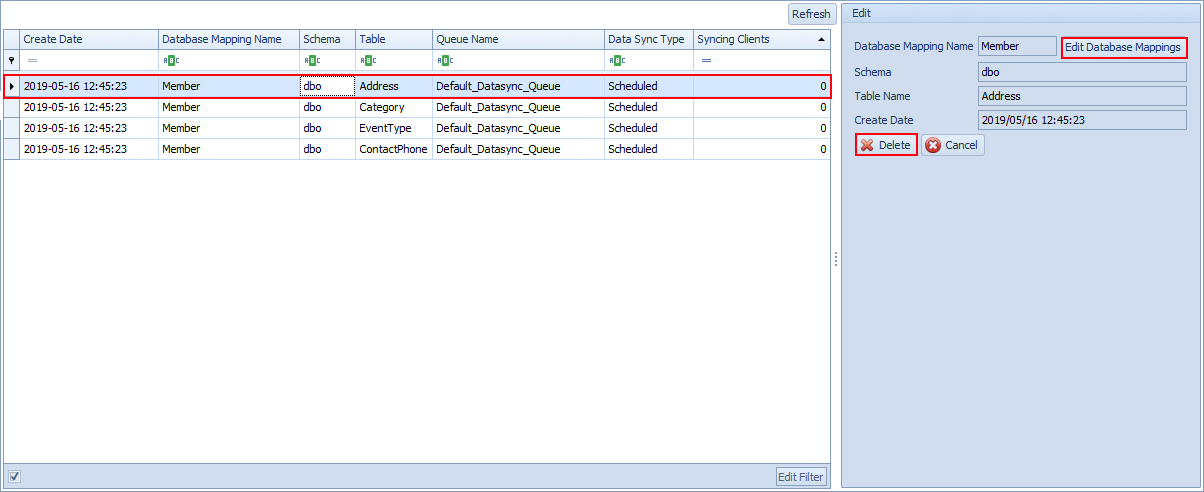 Refresh
Create Date Database Mapping Name Schema Table Queue Name Data Sync Type Syncing Clients
= ABC ABC ABC ABC ABC =
2019-05-16 12:45:23 Member dbo Address Default_Datasync_Queue Scheduled 0
2019-05-16 12:45:23 Member dbo Category Default_Datasync_Queue Scheduled 0
2019-05-16 12:45:23 Member dbo EventType Default_Datasync_Queue Scheduled 0
2019-05-16 12:45:23 Member dbo ContactPhone Default_Datasync_Queue Scheduled 0
Edit Filter
Edit
Database Mapping Name Member Edit Database Mappings
Schema dbo
Table Name Address
Create Date 2019/05/16 12:45:23
Delete Cancel